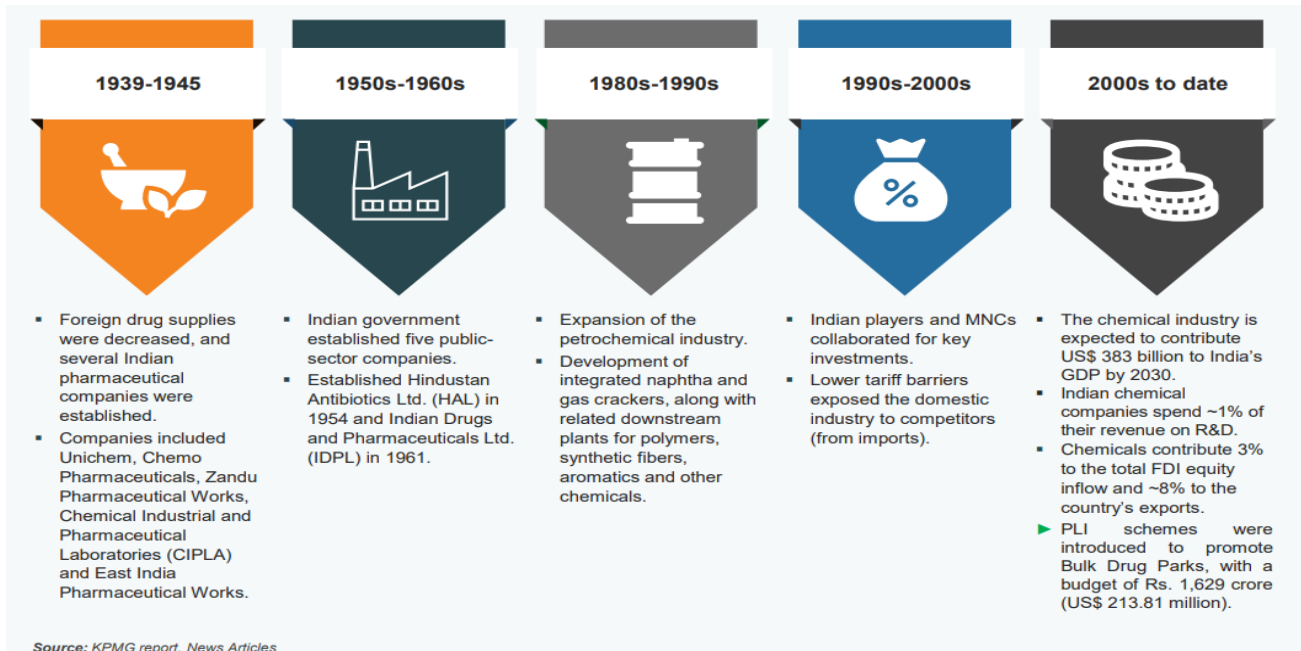 1939-1945
1950s-1960s
1980s-1990s
1990s-2000s
2000s to date
%
▪ Foreign drug supplies
were decreased, and
several Indian
pharmaceutical
companies were
established.
▪ Companies included
Unichem, Chemo
Pharmaceuticals, Zandu
Pharmaceutical Works,
Chemical Industrial and
Pharmaceutical
Laboratories (CIPLA)
and East India
Pharmaceutical Works.
▪ Indian government
established five public-
sector companies.
▪ Established Hindustan
Antibiotics Ltd. (HAL) in
1954 and Indian Drugs
and Pharmaceuticals Ltd.
(IDPL) in 1961.
▪ Expansion of the
petrochemical industry.
▪ Development of
integrated naphtha and
gas crackers, along with
related downstream
plants for polymers,
synthetic fibers,
aromatics and other
chemicals.
▪ Indian players and MNCs
collaborated for key
investments.
▪ Lower tariff barriers
exposed the domestic
industry to competitors
(from imports).
▪ The chemical industry is
expected to contribute
US$ 383 billion to India's
GDP by 2030.
▪ Indian chemical
companies spend ~1% of
their revenue on R&D.
▪ Chemicals contribute 3%
to the total FDI equity
inflow and ~8% to the
country's exports.
► PLI schemes were
introduced to promote
Bulk Drug Parks, with a
budget of Rs. 1,629 crore
(US$ 213.81 million).
Source: KPMG report, News Articles